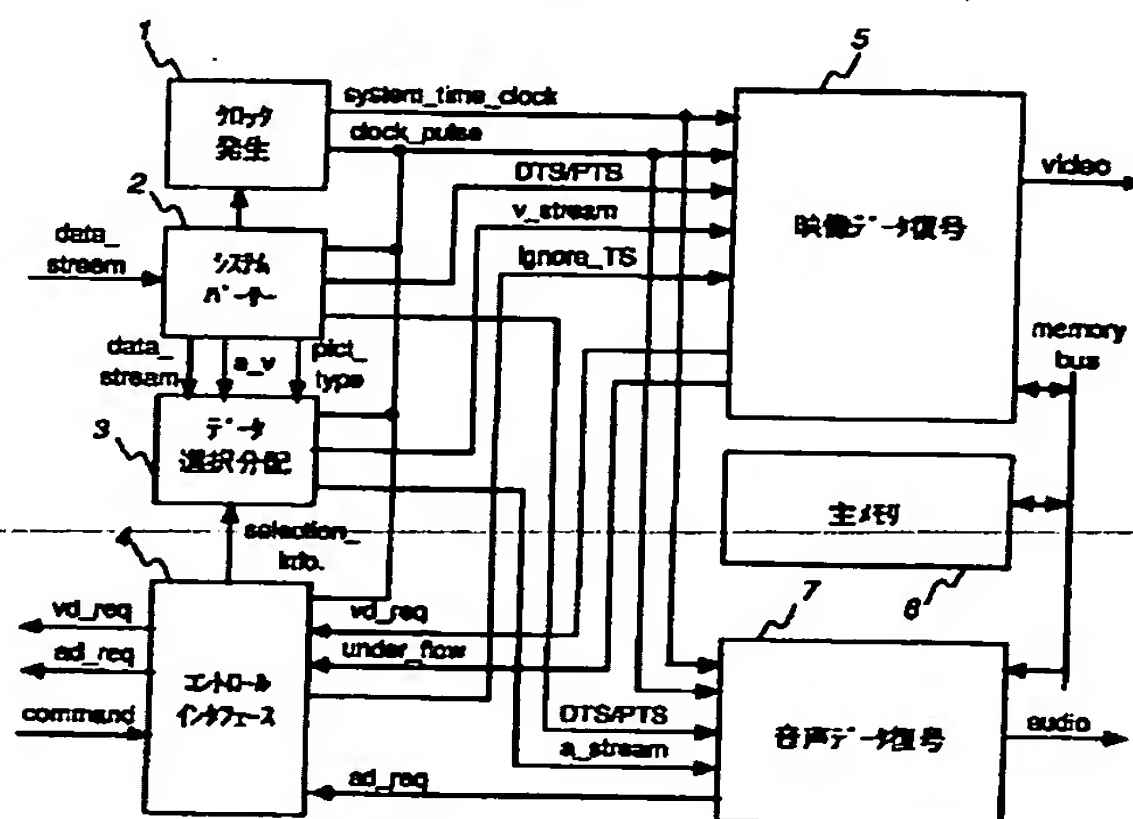 1
クロック
発生
system_time_clock
clock_pulse
5
映像データ復号
video
2
data_
stream
システム
パーサー
DTS/PTS
v_stream
Ignore_TS
data_
stream
a_v
pict_
type
memory
bus
3
データ
選択分配
主メモリ
6
4
selection_
info.
vd_req
ad_req
command
コントロール
インタフェース
vd_req
under_flow
DTS/PTS
a_stream
ad_req
7
音声データ復号
audio